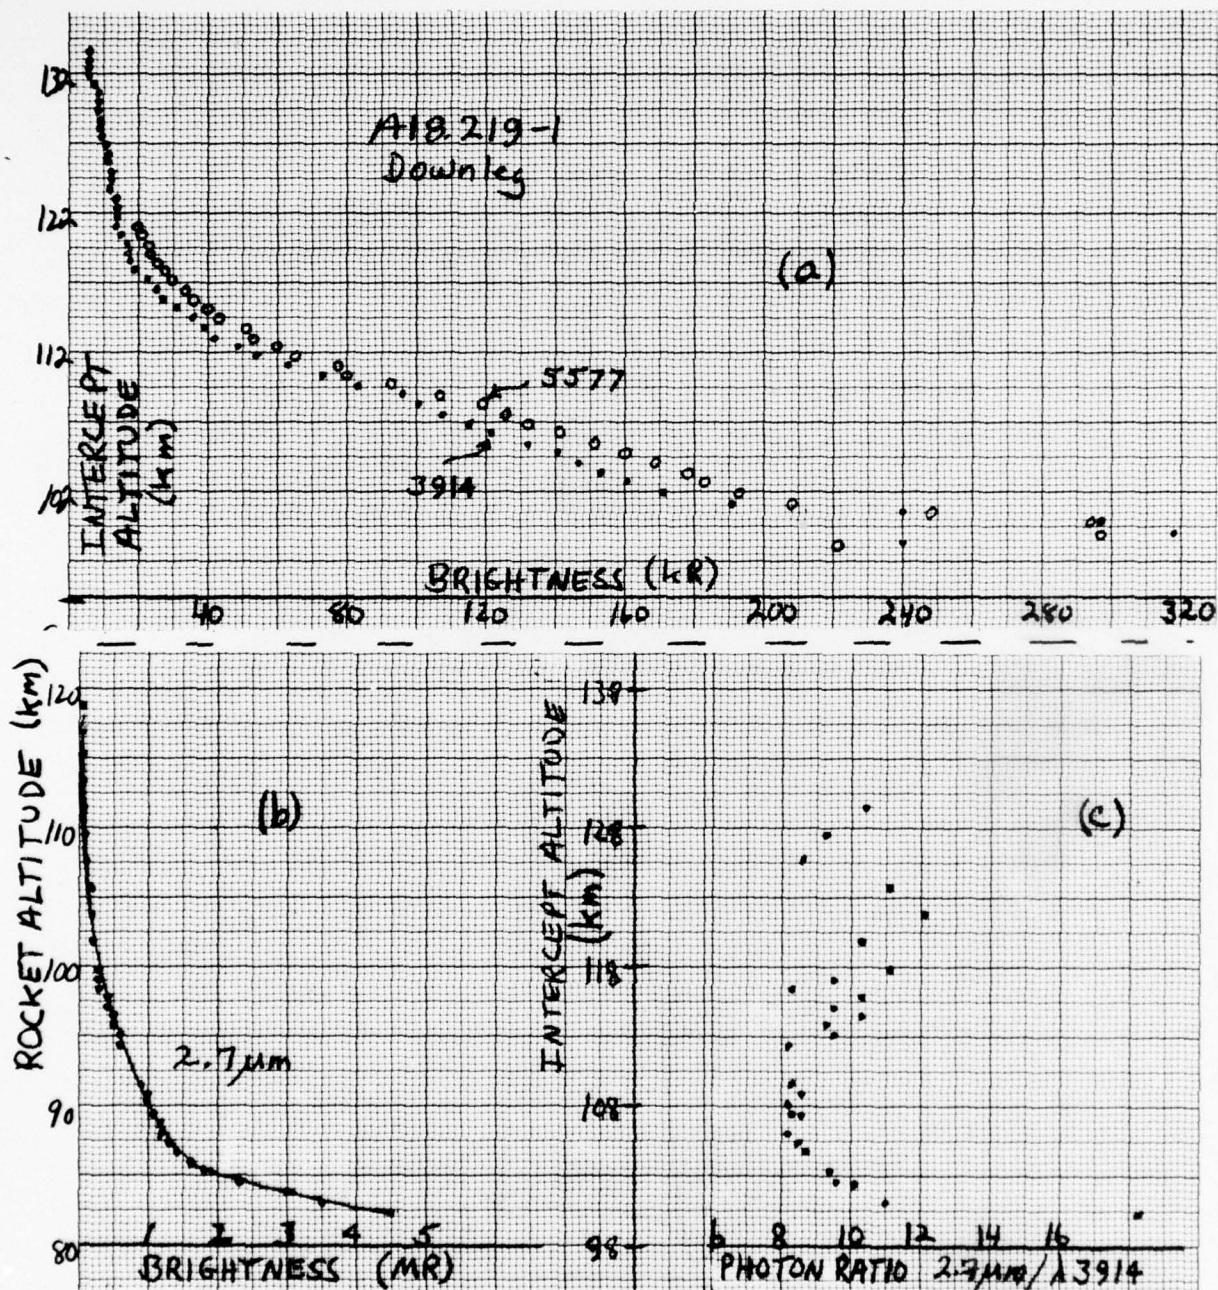 A18.219-1
Downleg
(a)
132
122
112
102
INTERCEPT
ALTITUDE
(km)
5577
3914
BRIGHTNESS (kR)
40 80 120 160 200 240 280 320
ROCKET ALTITUDE (km)
120
110
100
90
80
(b)
2.7 μm
1 2 3 4 5
BRIGHTNESS (MR)
INTERCEPT ALTITUDE
(km)
138
128
118
108
98
(c)
6 8 10 12 14 16
PHOTON RATIO 2.7μm/λ3914